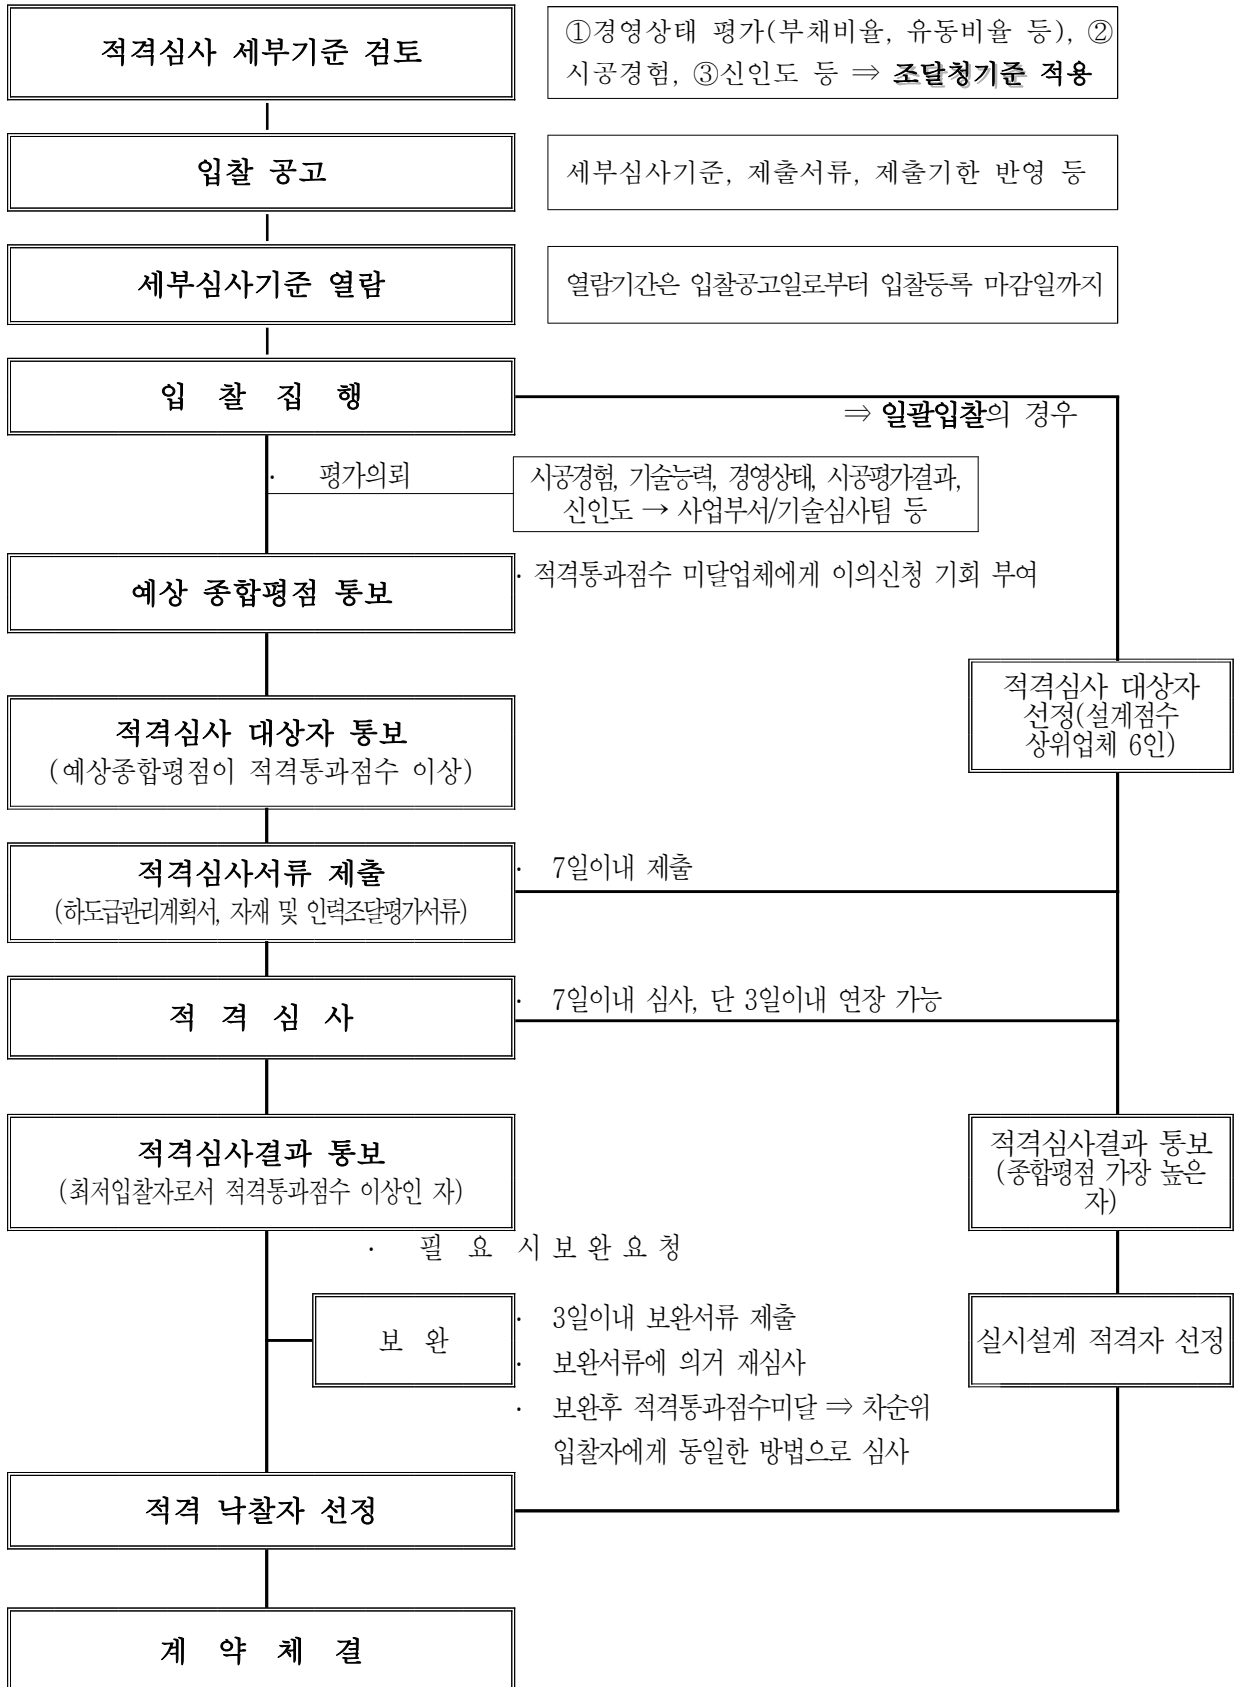 적격심사 세부기준 검토
①경영상태 평가(부채비율, 유동비율 등), ②
시공경험, ③신인도 등 ⇒ 조달청기준 적용
입찰 공고
세부심사기준, 제출서류, 제출기한 반영 등
세부심사기준 열람
열람기간은 입찰공고일로부터 입찰등록 마감일까지
입 찰 집 행
⇒ 일괄입찰의 경우
· 평가의뢰
시공경험, 기술능력, 경영상태, 시공평가결과,
신인도 → 사업부서/기술심사팀 등
예상 종합평점 통보
· 적격통과점수 미달업체에게 이의신청 기회 부여
적격심사 대상자
선정(설계점수
상위업체 6인)
적격심사 대상자 통보
(예상종합평점이 적격통과점수 이상)
적격심사서류 제출
(하도급관리계획서, 자재 및 인력조달평가서류)
· 7일이내 제출
적 격 심 사
· 7일이내 심사, 단 3일이내 연장 가능
적격심사결과 통보
(최저입찰자로서 적격통과점수 이상인 자)
적격심사결과 통보
(종합평점 가장 높은
자)
· 필 요 시 보 완 요 청
보 완
· 3일이내 보완서류 제출
· 보완서류에 의거 재심사
· 보완후 적격통과점수미달 ⇒ 차순위
입찰자에게 동일한 방법으로 심사
실시설계 적격자 선정
적격 낙찰자 선정
계 약 체 결